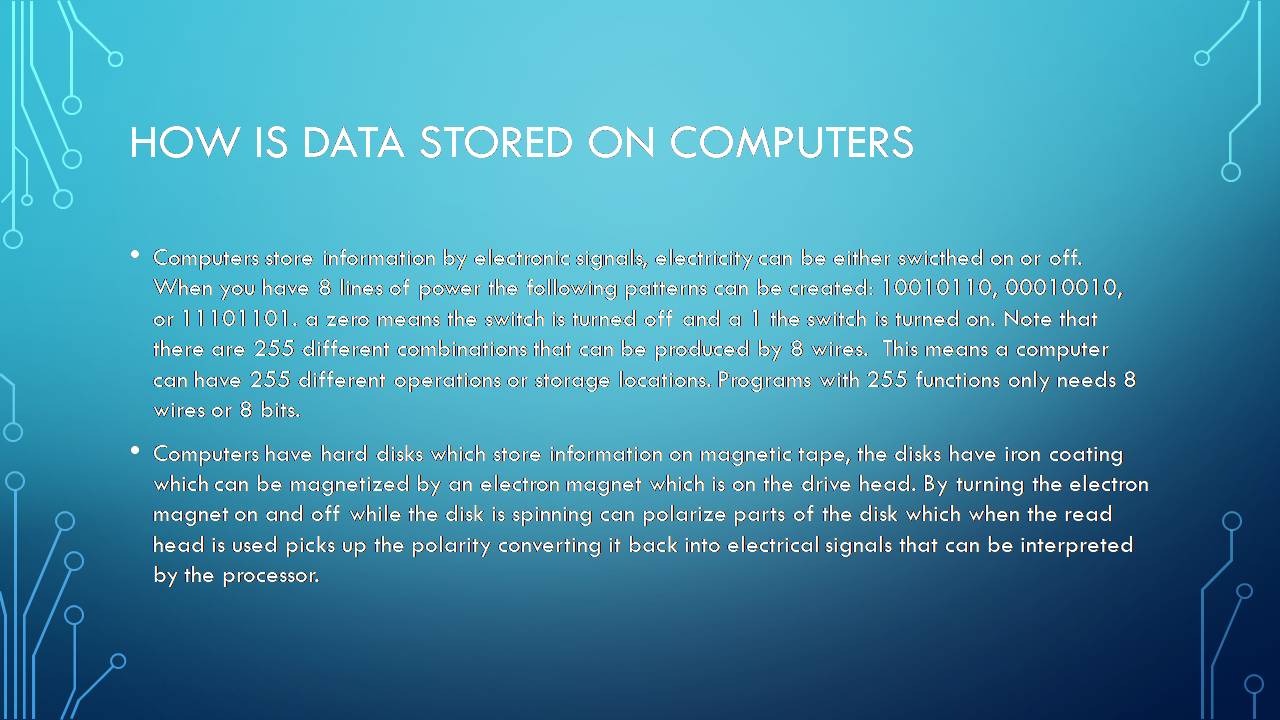 HOW IS DATA STORED ON COMPUTERS
• Computers store information by electronic signals, electricity can be either swicthed on or off.
When you have 8 lines of power the following patterns can be created: 10010110, 00010010,
or 11101101. a zero means the switch is turned off and a 1 the switch is turned on. Note that
there are 255 different combinations that can be produced by 8 wires. This means a computer
can have 255 different operations or storage locations. Programs with 255 functions only needs 8
wires or 8 bits.
• Computers have hard disks which store information on magnetic tape, the disks have iron coating
which can be magnetized by an electron magnet which is on the drive head. By turning the electron
magnet on and off while the disk is spinning can polarize parts of the disk which when the read
head is used picks up the polarity converting it back into electrical signals that can be interpreted
by the processor.